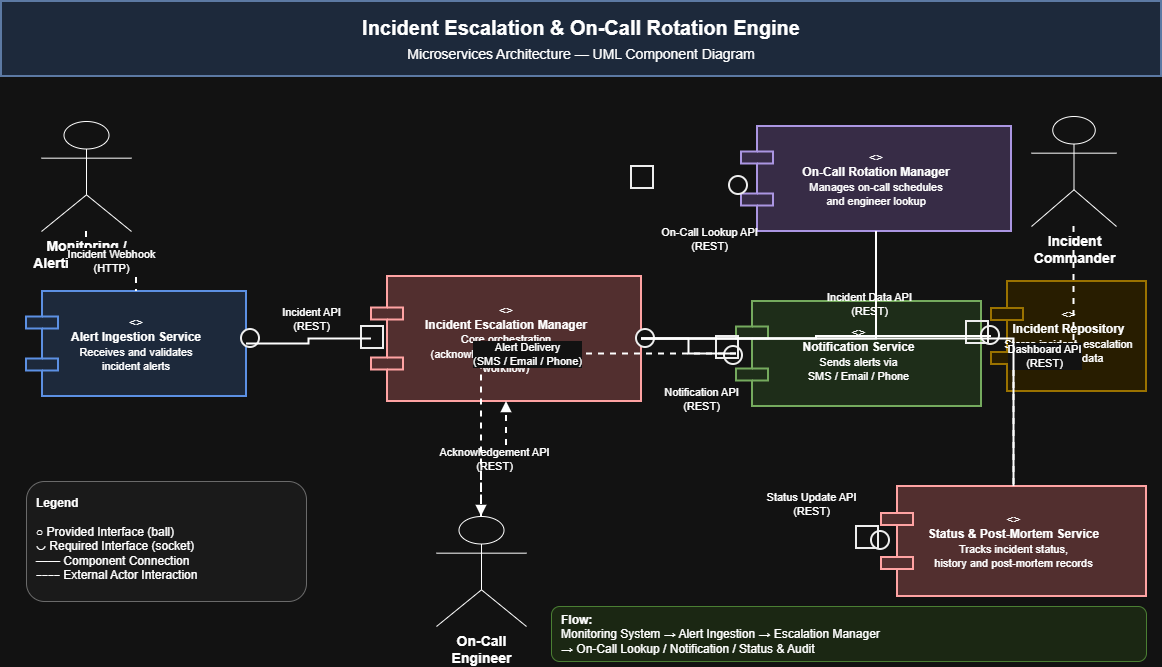 Incident Escalation & On-Call Rotation Engine
Microservices Architecture — UML Component Diagram
Monitoring /
Incident Webhook
(HTTP)
<>
Alert Ingestion Service
Receives and validates
incident alerts
Incident API
(REST)
<>
Incident Escalation Manager
Core orchestration
workflow)
Alert Delivery
(SMS / Email / Phone)
Acknowledgement API
(REST)
On-Call
Engineer
<>
On-Call Rotation Manager
Manages on-call schedules
and engineer lookup
On-Call Lookup API
(REST)
Incident Data API
(REST)
<>
Notification Service
Sends alerts via
SMS / Email / Phone
Notification API
(REST)
Incident
Commander
<>
Incident Repository
escalation
data
Dashboard API
(REST)
Status Update API
(REST)
<>
Status & Post-Mortem Service
Tracks incident status,
history and post-mortem records
Legend
○ Provided Interface (ball)
◡ Required Interface (socket)
─── Component Connection
---- External Actor Interaction
Flow:
Monitoring System → Alert Ingestion → Escalation Manager
→ On-Call Lookup / Notification / Status & Audit